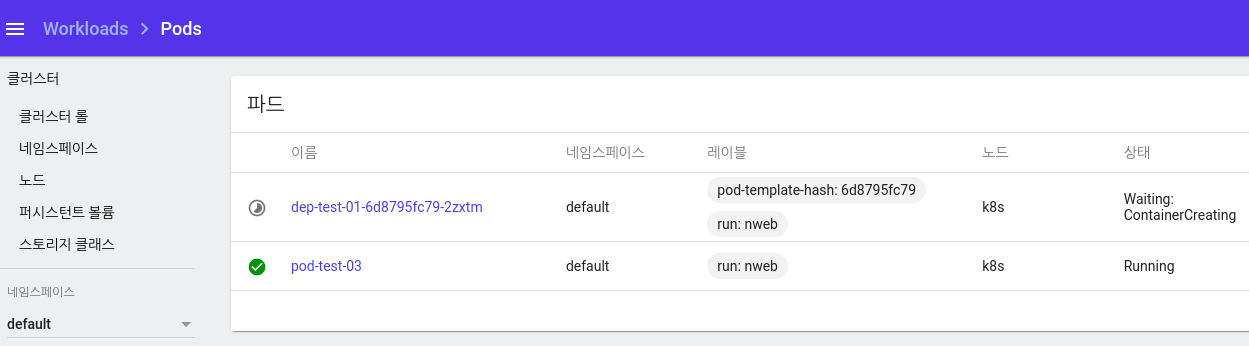 Workloads > Pods
클러스터
클러스터 롤
네임스페이스
노드
퍼시스턴트 볼륨
스토리지 클래스
네임스페이스
default
파드
이름 네임스페이스 레이블 노드 상태
dep-test-01-6d8795fc79-2zxtm default pod-template-hash: 6d8795fc79 k8s Waiting:
run: nweb ContainerCreating
pod-test-03 default run: nweb k8s Running